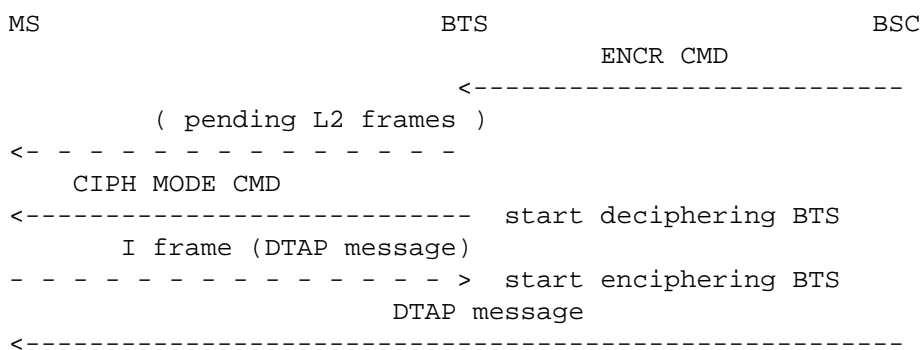 MS BTS BSC
ENCR CMD
<---------------------------
( pending L2 frames )
<- - - - - - - - - - - - - -
CIPH MODE CMD
<---------------------------- start deciphering BTS
I frame (DTAP message)
- - - - - - - - - - - - - - > start enciphering BTS
DTAP message
<-------------------------------------------------------